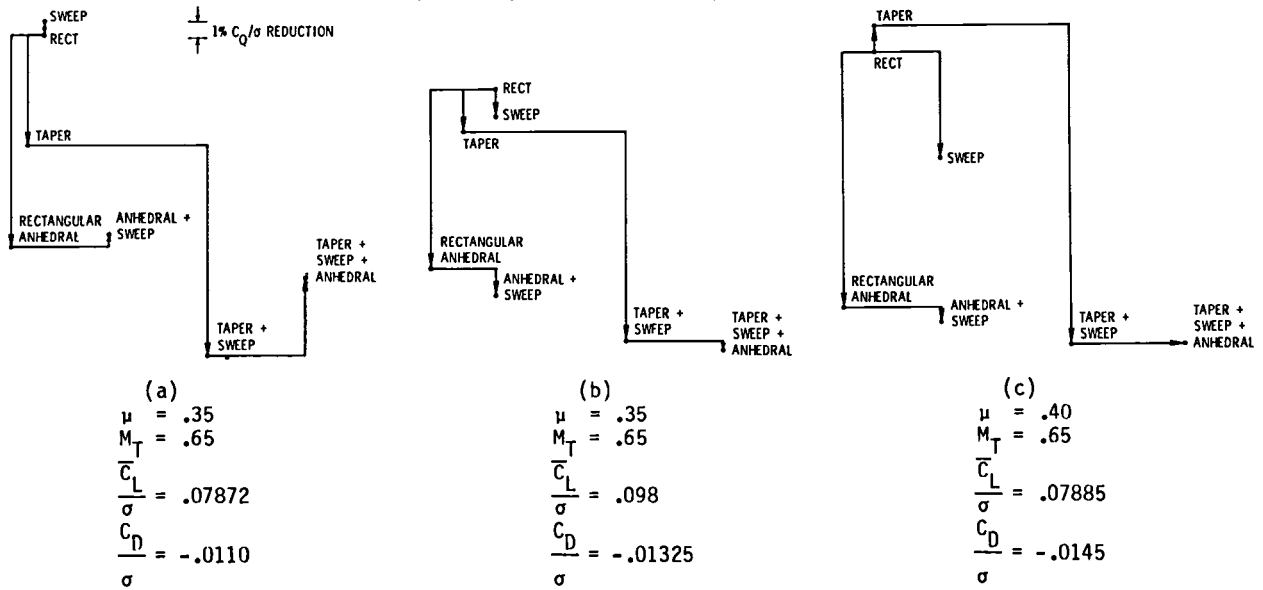 SWEEP
RECT
1% C_Q/σ REDUCTION
TAPER
RECTANGULAR
ANHEDRAL
ANHEDRAL +
SWEEP
TAPER +
SWEEP +
ANHEDRAL
TAPER +
SWEEP
(a)
μ = .35
M_T = .65
C̅_L
σ = .07872
C_D
σ = -.0110
RECT
SWEEP
TAPER
RECTANGULAR
ANHEDRAL
ANHEDRAL +
SWEEP
TAPER +
SWFEP
TAPER +
SWEEP +
ANHEDRAL
(b)
μ = .35
M_T = .65
C̅_L
σ = .098
C_D
σ = -.01325
TAPER
RECT
SWEEP
RECTANGULAR
ANHEDRAL
ANHEDRAL +
SWEEP
TAPER +
SWEEP
TAPER +
SWEEP +
ANHEDRAL
(c)
μ = .40
M_T = .65
C̅_L
σ = .07885
C_D
σ = -.0145